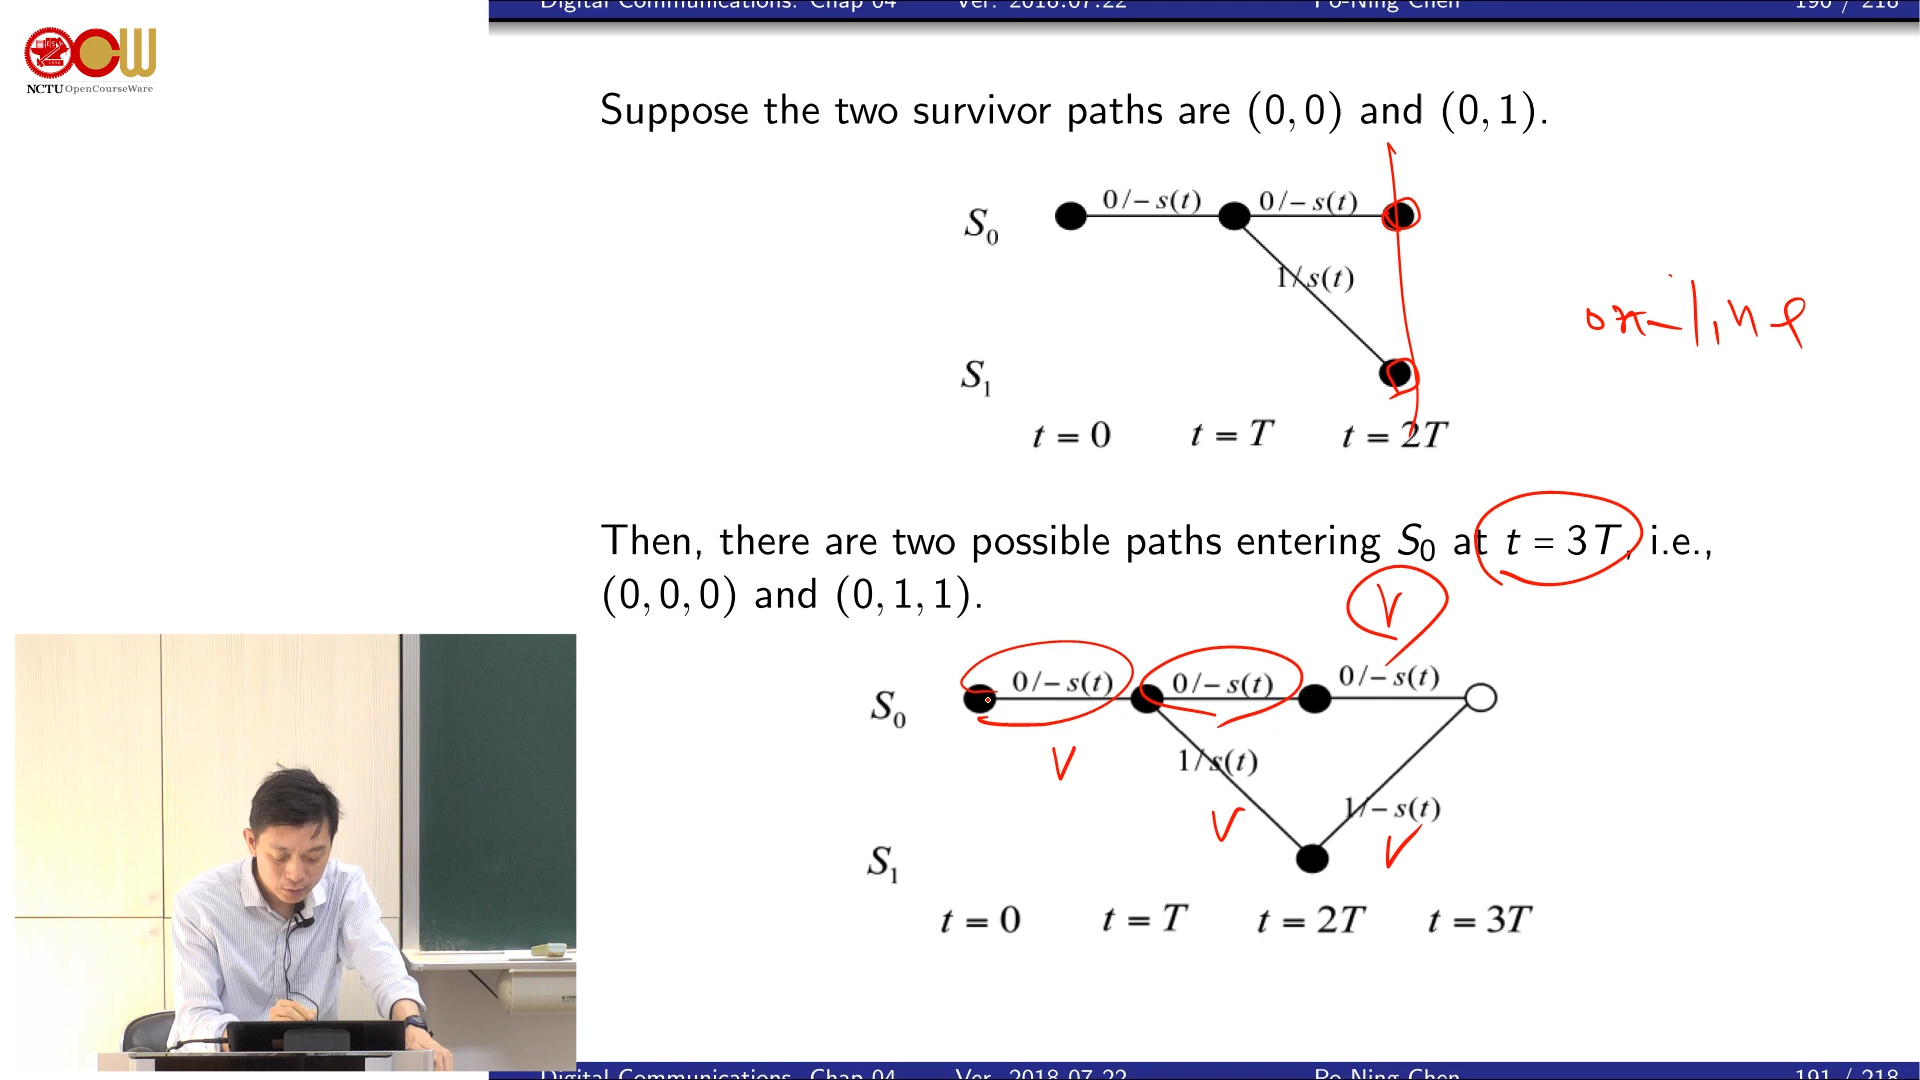 Digital Communications: Chap 04 Ver. 2018.07.22 Po-Ning Chen 190 / 218
NCTU OpenCourseWare
Suppose the two survivor paths are (0, 0) and (0, 1).
S₀ 0/− s(t) 0/− s(t)
1/s(t)
on-line
S₁
t = 0 t = T t = 2T
Then, there are two possible paths entering S₀ at t = 3T, i.e.,
(0, 0, 0) and (0, 1, 1).
S₀ 0/− s(t) 0/− s(t) 0/− s(t)
1/s(t)
1/− s(t)
S₁
t = 0 t = T t = 2T t = 3T
Digital Communications: Chap 04 Ver. 2018.07.22 Po-Ning Chen 191 / 218